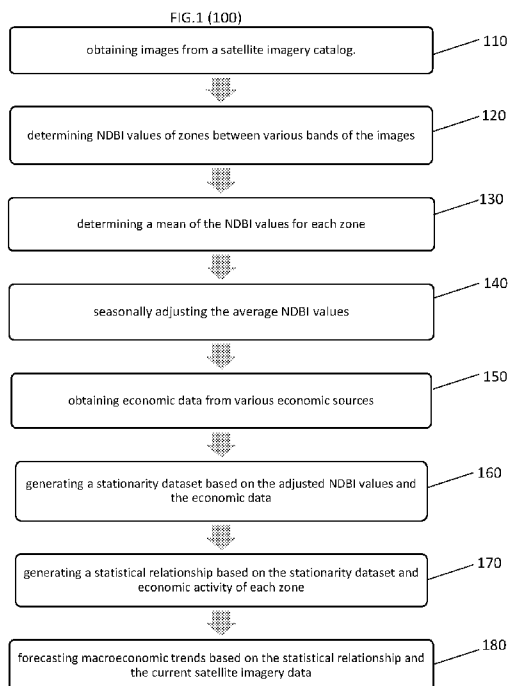 FIG.1 (100)
obtaining images from a satellite imagery catalog.
110
determining NDBI values of zones between various bands of the images
120
determining a mean of the NDBI values for each zone
130
seasonally adjusting the average NDBI values
140
obtaining economic data from various economic sources
150
generating a stationarity dataset based on the adjusted NDBI values and
the economic data
160
generating a statistical relationship based on the stationarity dataset and
economic activity of each zone
170
forecasting macroeconomic trends based on the statistical relationship and
the current satellite imagery data
180